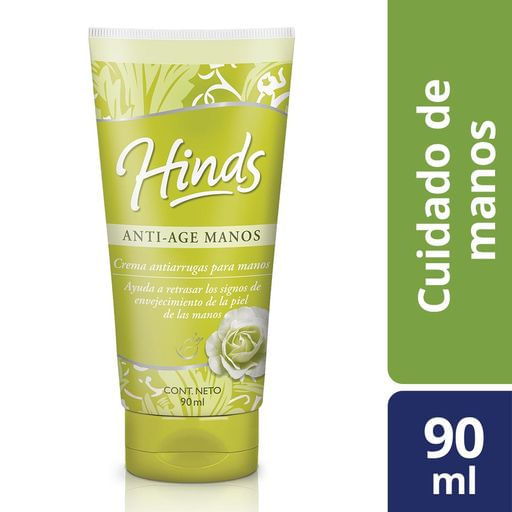 Hinds
ANTI-AGE MANOS
Crema antiarrugas para manos
Ayuda a retrasar los signos de
envejecimiento de la piel
de las manos
CONT. NETO
90 ml
Cuidado de
manos
90
ml